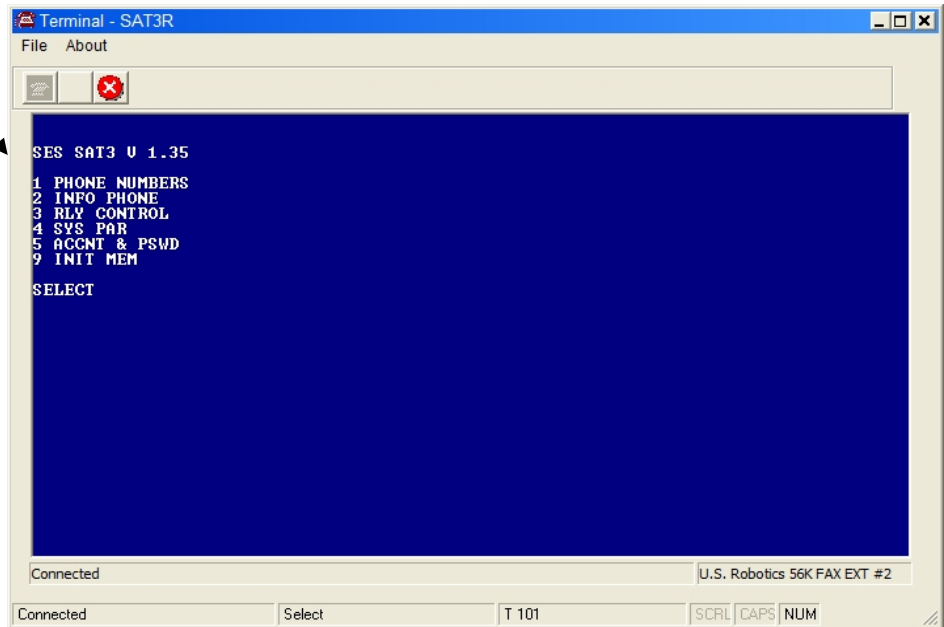 Terminal - SAT3R
File About
SES SAT3 V 1.35
1 PHONE NUMBERS
2 INFO PHONE
3 RLY CONTROL
4 SYS PAR
5 ACCNT & PSWD
9 INIT MEM
SELECT
Connected U.S. Robotics 56K FAX EXT #2
Connected Select T 101 SCRL CAPS NUM